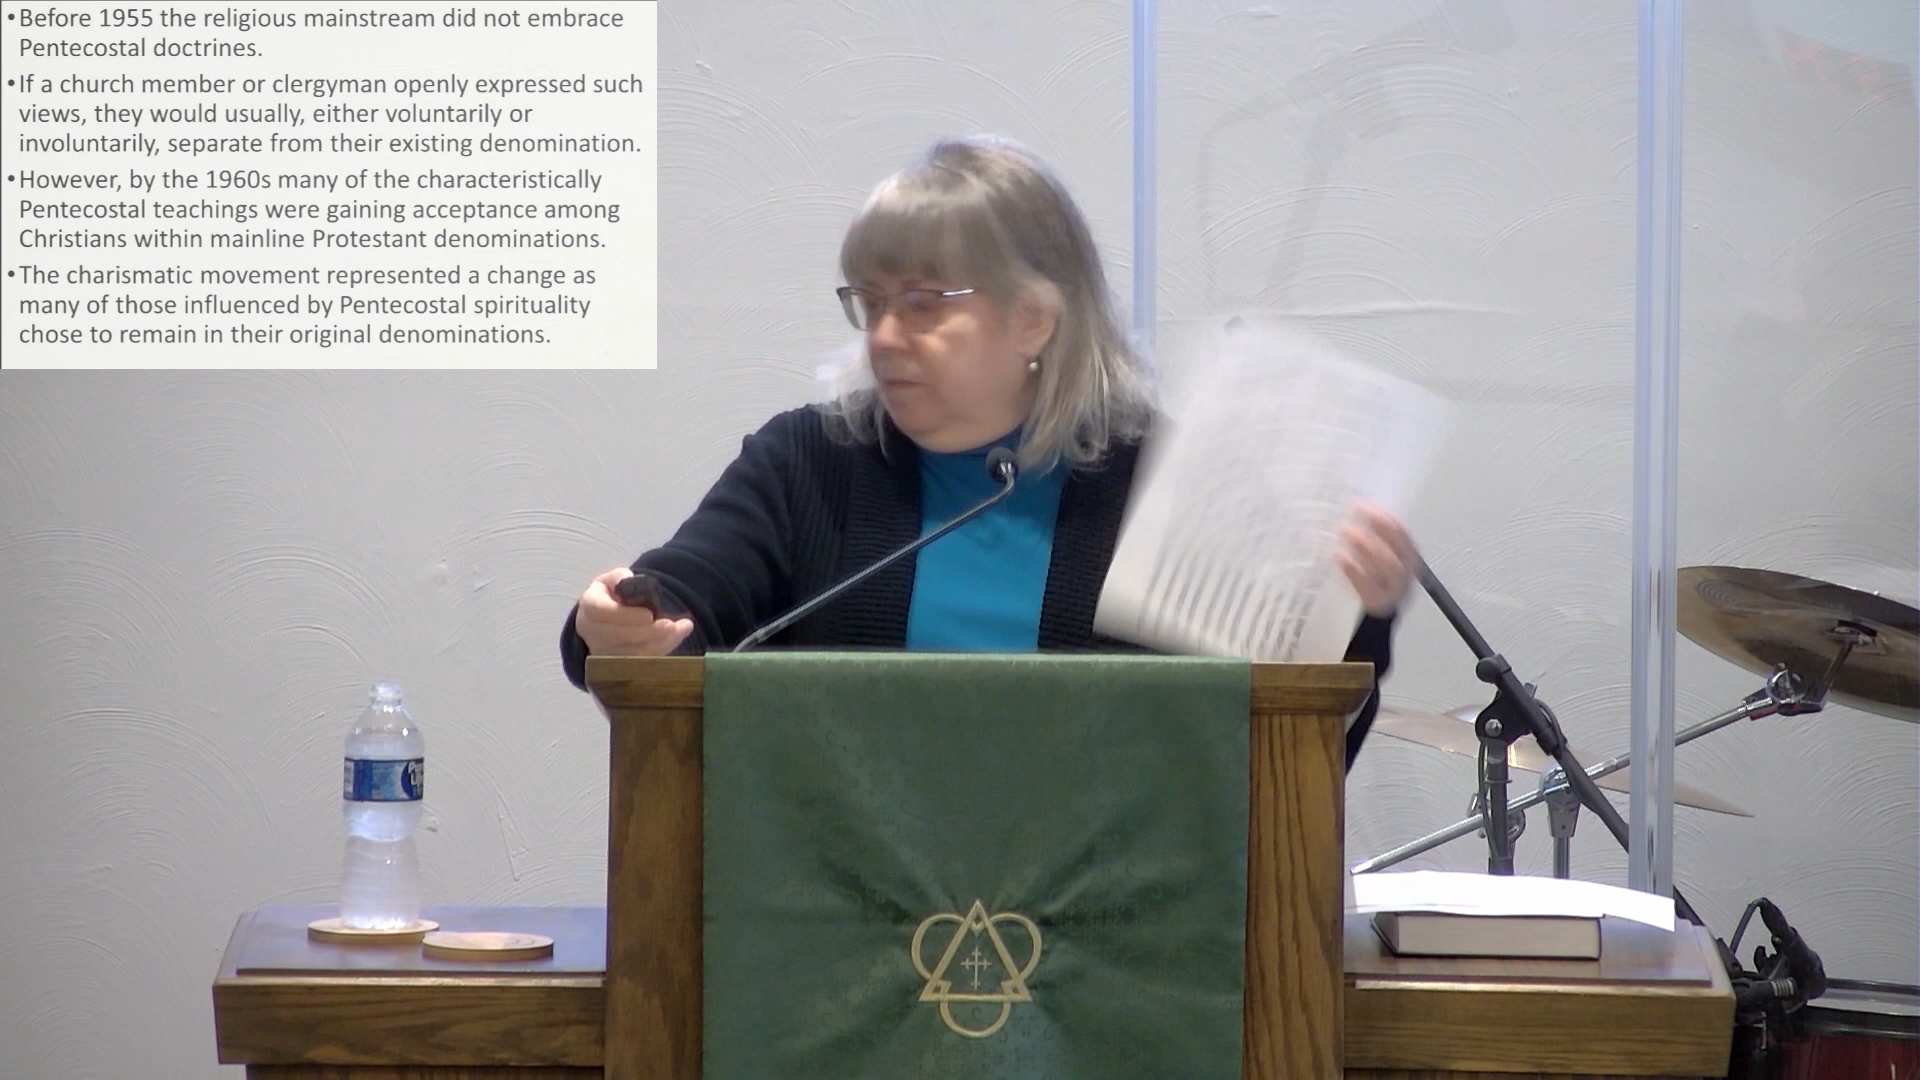 •Before 1955 the religious mainstream did not embrace
Pentecostal doctrines.
•If a church member or clergyman openly expressed such
views, they would usually, either voluntarily or
involuntarily, separate from their existing denomination.
•However, by the 1960s many of the characteristically
Pentecostal teachings were gaining acceptance among
Christians within mainline Protestant denominations.
•The charismatic movement represented a change as
many of those influenced by Pentecostal spirituality
chose to remain in their original denominations.